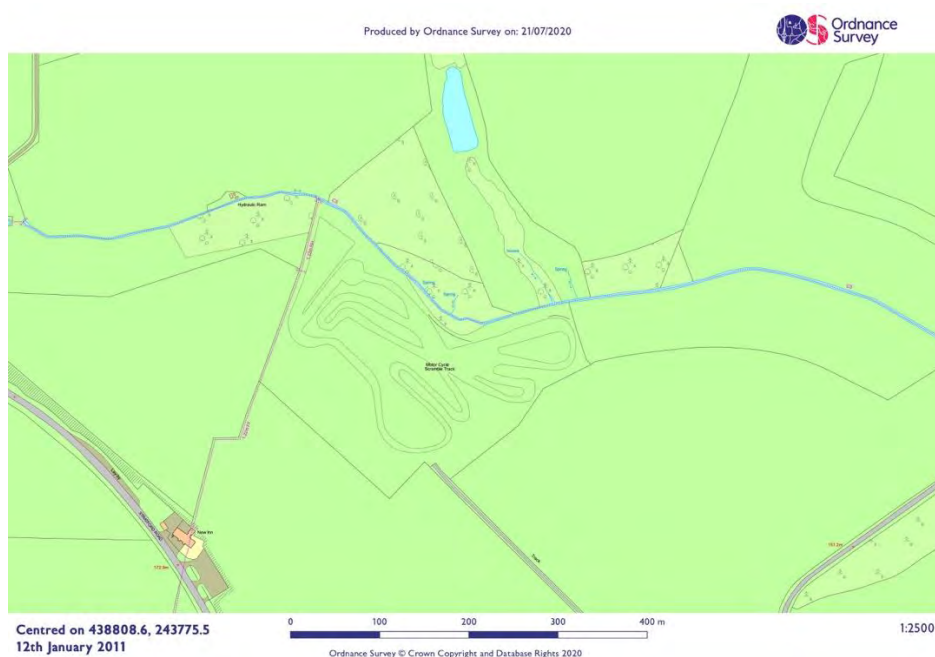 Produced by Ordnance Survey on: 21/07/2020
Ordnance
Survey
Hydraulic Ram
Spring
Spring
Spring
Motor Cycle
Scramble Track
New Inn
Track
Centred on 438808.6, 243775.5
12th January 2011
0 100 200 300 400 m
1:2500
Ordnance Survey © Crown Copyright and Database Rights 2020